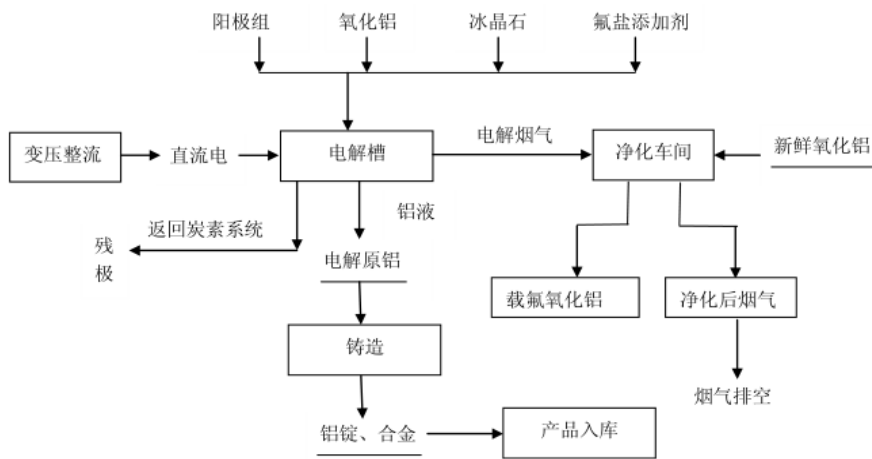 阳极组 氧化铝 冰晶石 氟盐添加剂
变压整流 直流电 电解槽 电解烟气 净化车间 新鲜氧化铝
返回炭素系统 铝液
残
极
电解原铝 载氟氧化铝 净化后烟气
铸造
烟气排空
铝锭、合金 产品入库